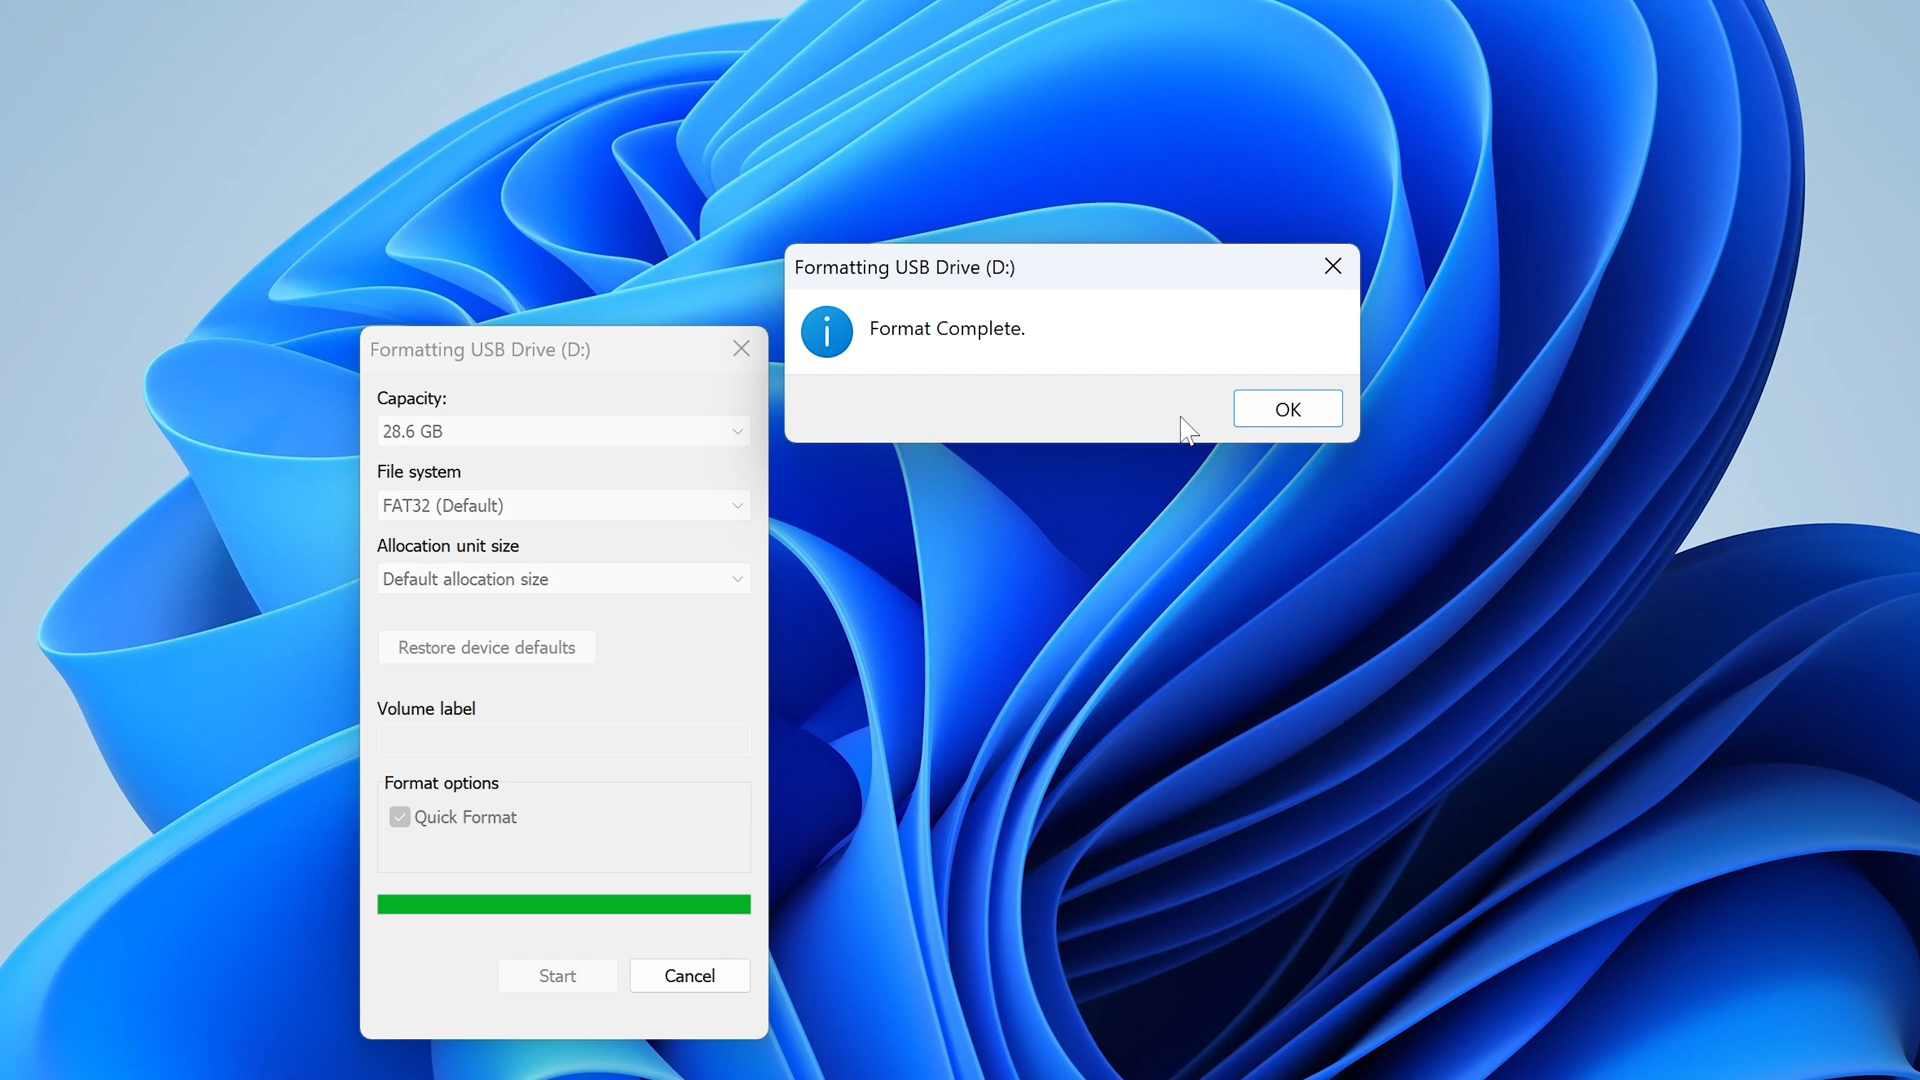 Formatting USB Drive (D:)
Format Complete.
OK
Formatting USB Drive (D:)
Capacity:
28.6 GB
File system
FAT32 (Default)
Allocation unit size
Default allocation size
Restore device defaults
Volume label
Format options
Quick Format
Start
Cancel